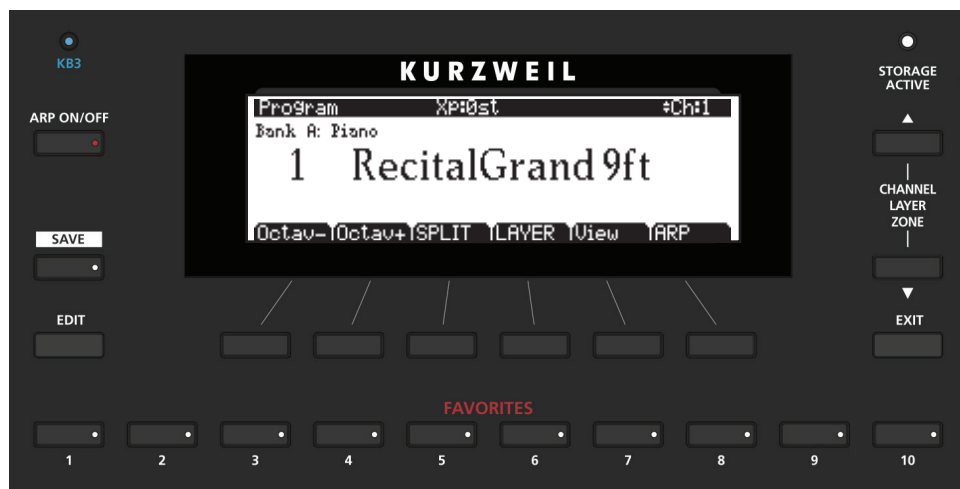 KB3
KURZWEIL
STORAGE
ACTIVE
ARP ON/OFF
Program Xp:0st Ch:1
Bank A: Piano
1 RecitalGrand 9ft
Octav- Octav+ SPLIT LAYER View ARP
CHANNEL
LAYER
ZONE
SAVE
EDIT
EXIT
FAVORITES
1 2 3 4 5 6 7 8 9 10